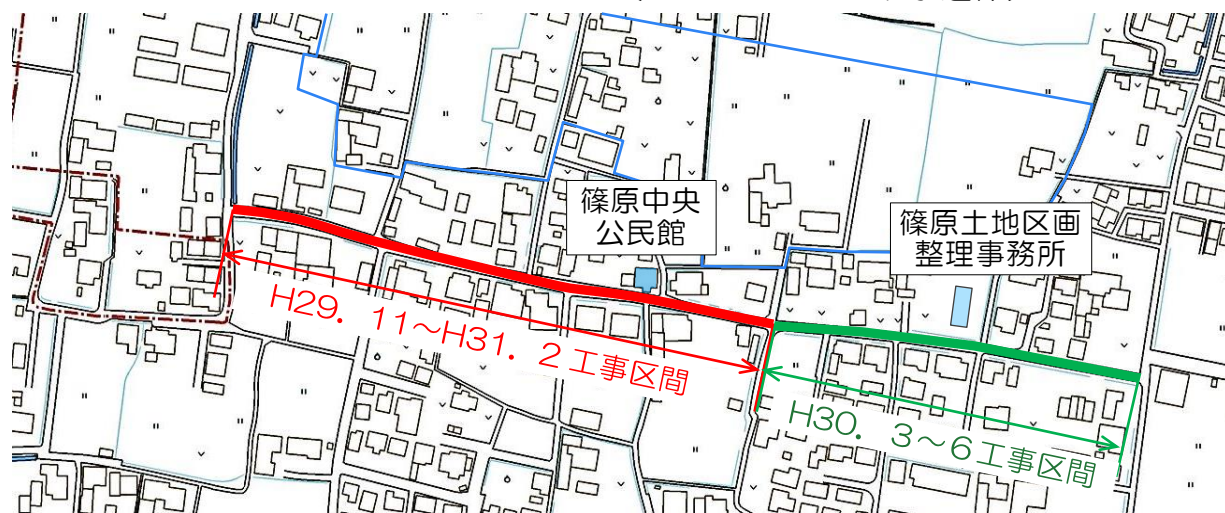 篠原中央
公民館
篠原土地区画
整理事務所
H29．11～H31．2工事区間
H30．3～6工事区間